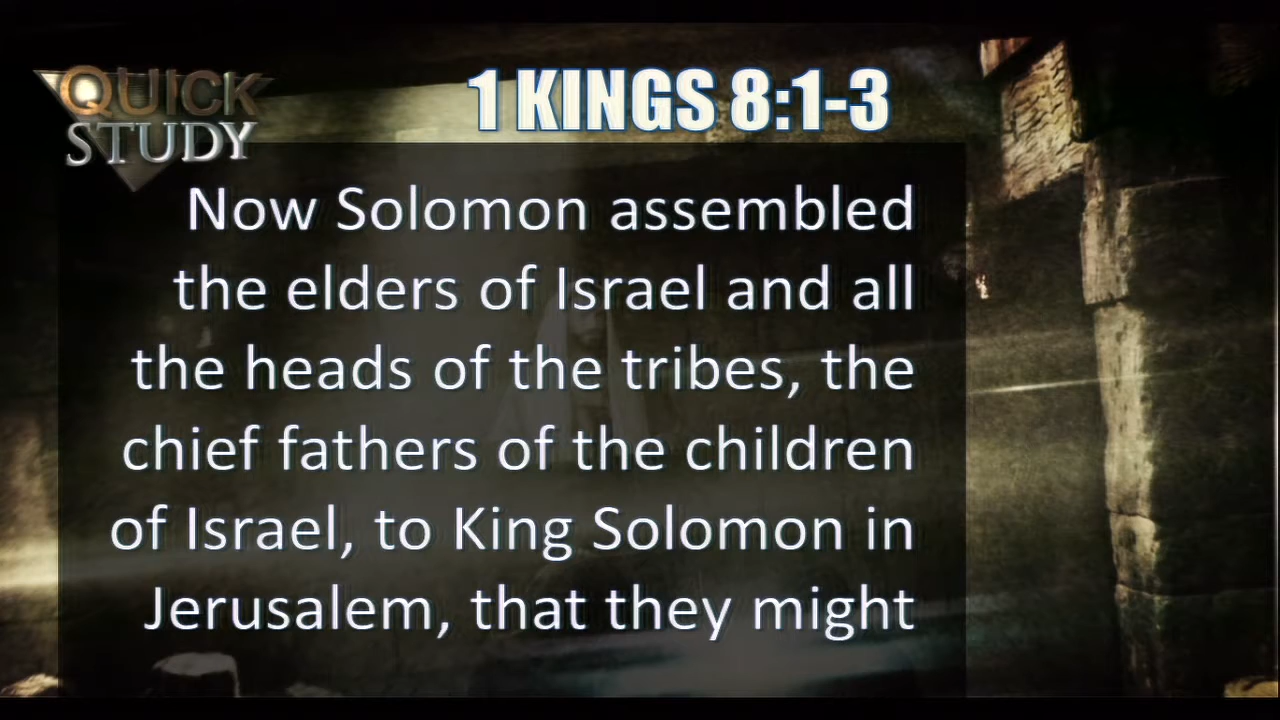 QUICK
STUDY
1 KINGS 8:1-3
Now Solomon assembled
the elders of Israel and all
the heads of the tribes, the
chief fathers of the children
of Israel, to King Solomon in
Jerusalem, that they might